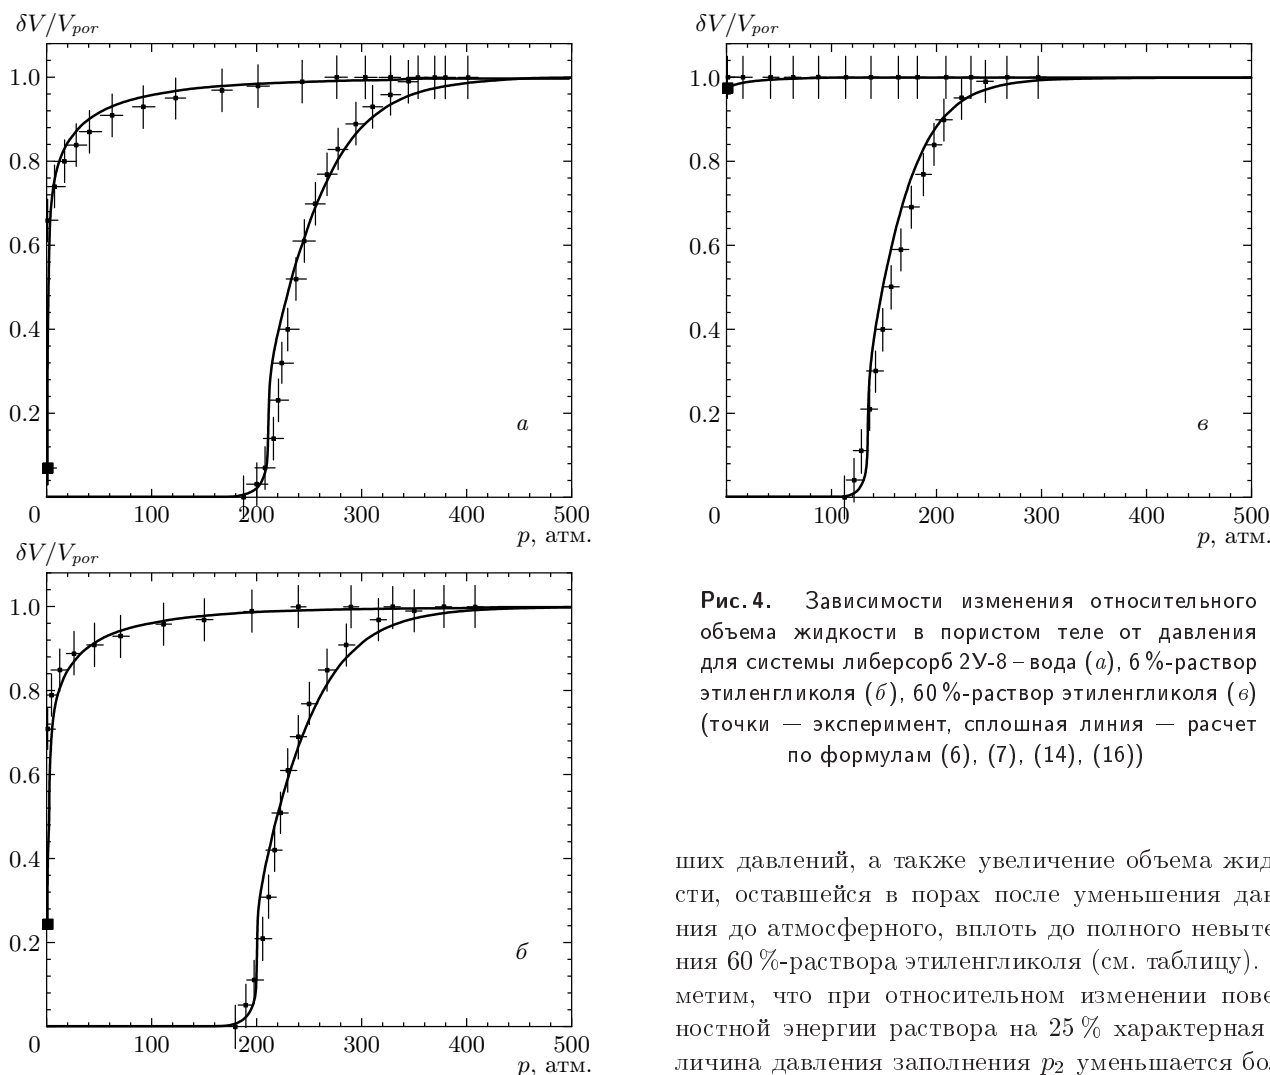 δV/V_por
1.0
0.8
0.6
0.4
0.2
а
0 100 200 300 400 500
p, атм.
δV/V_por
1.0
0.8
0.6
0.4
0.2
б
0 100 200 300 400 500
p, атм.
δV/V_por
1.0
0.8
0.6
0.4
0.2
в
0 100 200 300 400 500
p, атм.
Рис. 4. Зависимости изменения относительного
объема жидкости в пористом теле от давления
для системы либерсорб 2У-8 – вода (а), 6 %-раствор
этиленгликоля (б), 60 %-раствор этиленгликоля (в)
(точки — эксперимент, сплошная линия — расчет
по формулам (6), (7), (14), (16))
ших давлений, а также увеличение объема жид
сти, оставшейся в порах после уменьшения дав
ния до атмосферного, вплоть до полного невыте
ния 60 %-раствора этиленгликоля (см. таблицу).
метим, что при относительном изменении пове
ностной энергии раствора на 25 % характерная
личина давления заполнения p₂ уменьшается бол